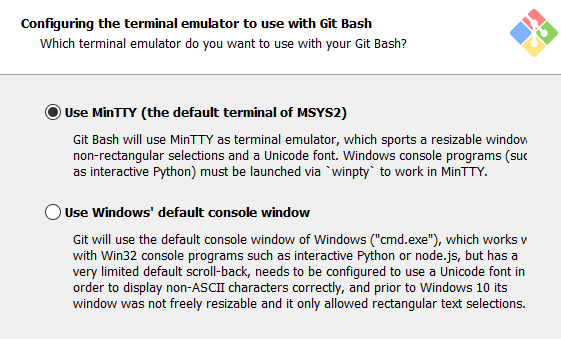 Configuring the terminal emulator to use with Git Bash
Which terminal emulator do you want to use with your Git Bash?
Use MinTTY (the default terminal of MSYS2)
Git Bash will use MinTTY as terminal emulator, which sports a resizable window
non-rectangular selections and a Unicode font. Windows console programs (suc
as interactive Python) must be launched via `winpty` to work in MinTTY.
Use Windows' default console window
Git will use the default console window of Windows ("cmd.exe"), which works w
with Win32 console programs such as interactive Python or node.js, but has a
very limited default scroll-back, needs to be configured to use a Unicode font in
order to display non-ASCII characters correctly, and prior to Windows 10 its
window was not freely resizable and it only allowed rectangular text selections.